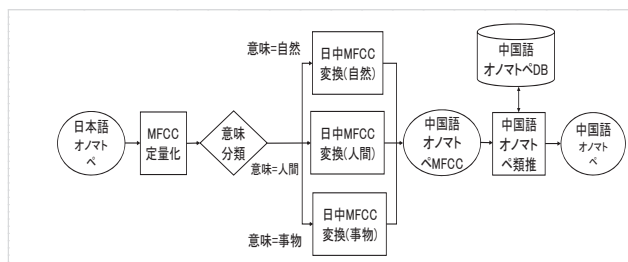 日本語
オノマト
ペ
MFCC
定量化
意味
分類
意味=自然
意味=人間
意味=事物
日中MFCC
変換(自然)
日中MFCC
変換(人間)
日中MFCC
変換(事物)
中国語
オノマト
ペMFCC
中国語
オノマトペDB
中国語
オノマト
ペ類推
中国語
オノマト
ペ